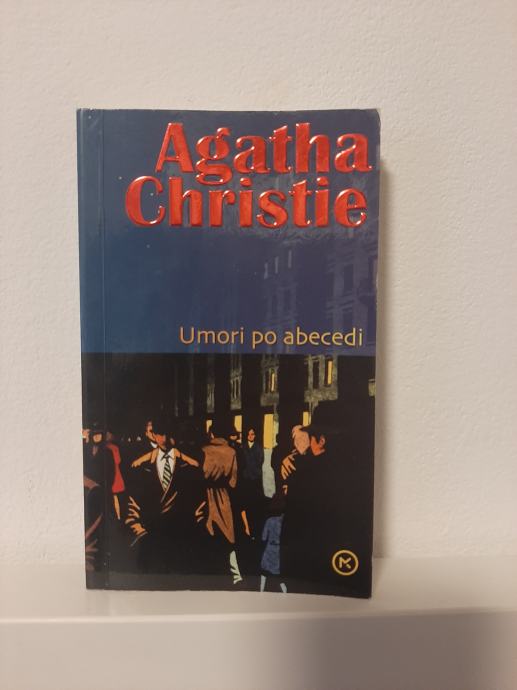 Agatha
Christie
Umori po abecedi